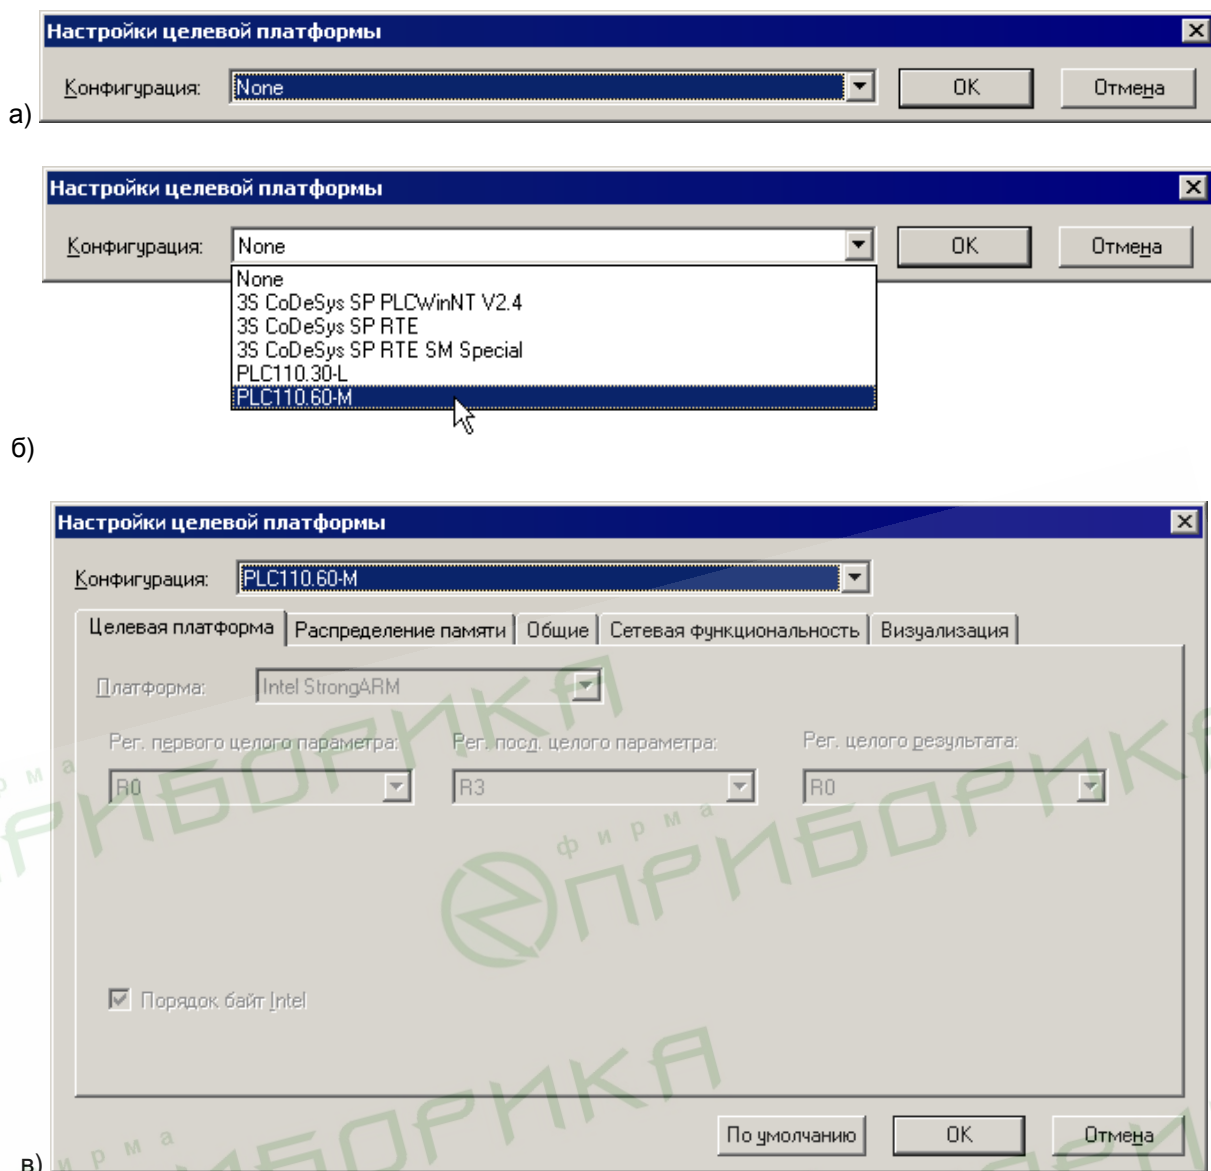 Настройки целевой платформы
Конфигурация: None OK Отмена
а)
Настройки целевой платформы
Конфигурация: None OK Отмена
None
3S CoDeSys SP PLCWinNT V2.4
3S CoDeSys SP RTE
3S CoDeSys SP RTE SM Special
PLC110.30-L
PLC110.60-M
б)
Настройки целевой платформы
Конфигурация: PLC110.60-M
Целевая платформа Распределение памяти Общие Сетевая функциональность Визуализация
Платформа: Intel StrongARM
Рег. первого целого параметра: Рег. посл. целого параметра: Рег. целого результата:
R0 R3 R0
фирма
ПРИБОРИКА
Порядок байт Intel
По умолчанию OK Отмена
в)